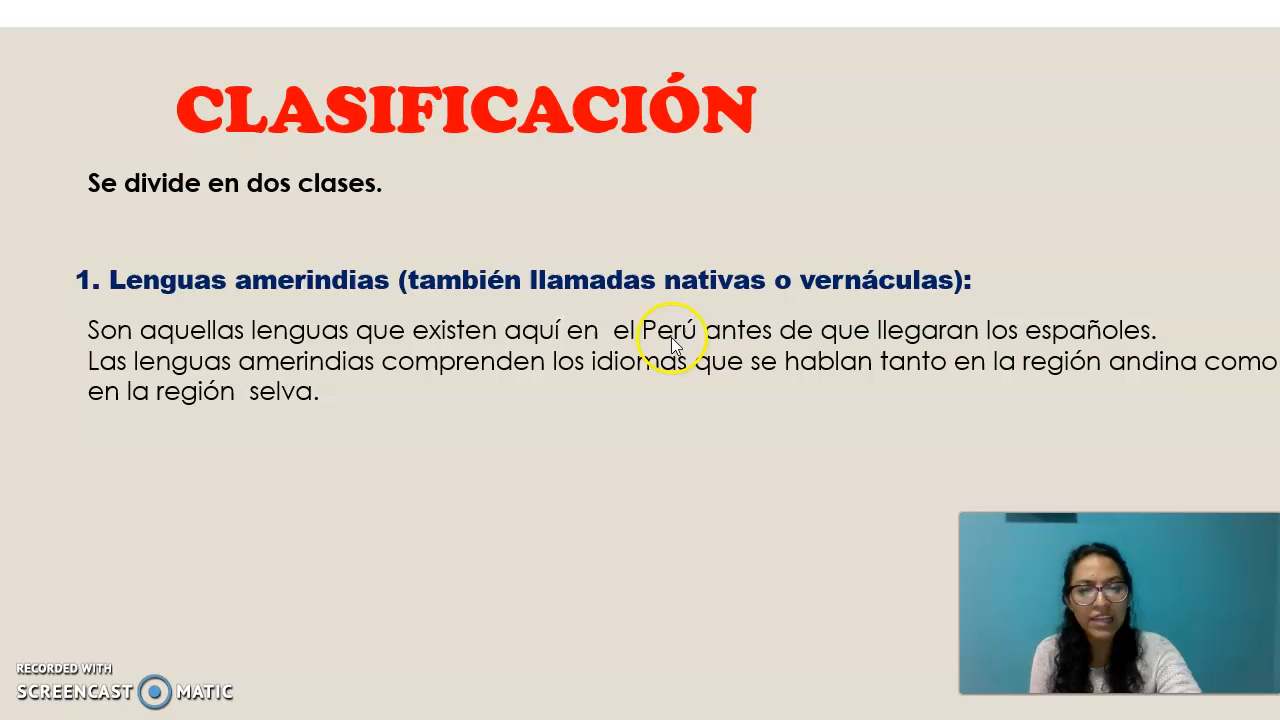 CLASIFICACIÓN
Se divide en dos clases.
1. Lenguas amerindias (también llamadas nativas o vernáculas):
Son aquellas lenguas que existen aquí en el Perú antes de que llegaran los españoles.
Las lenguas amerindias comprenden los idiomas que se hablan tanto en la región andina como
en la región selva.
RECORDED WITH
SCREENCAST MATIC